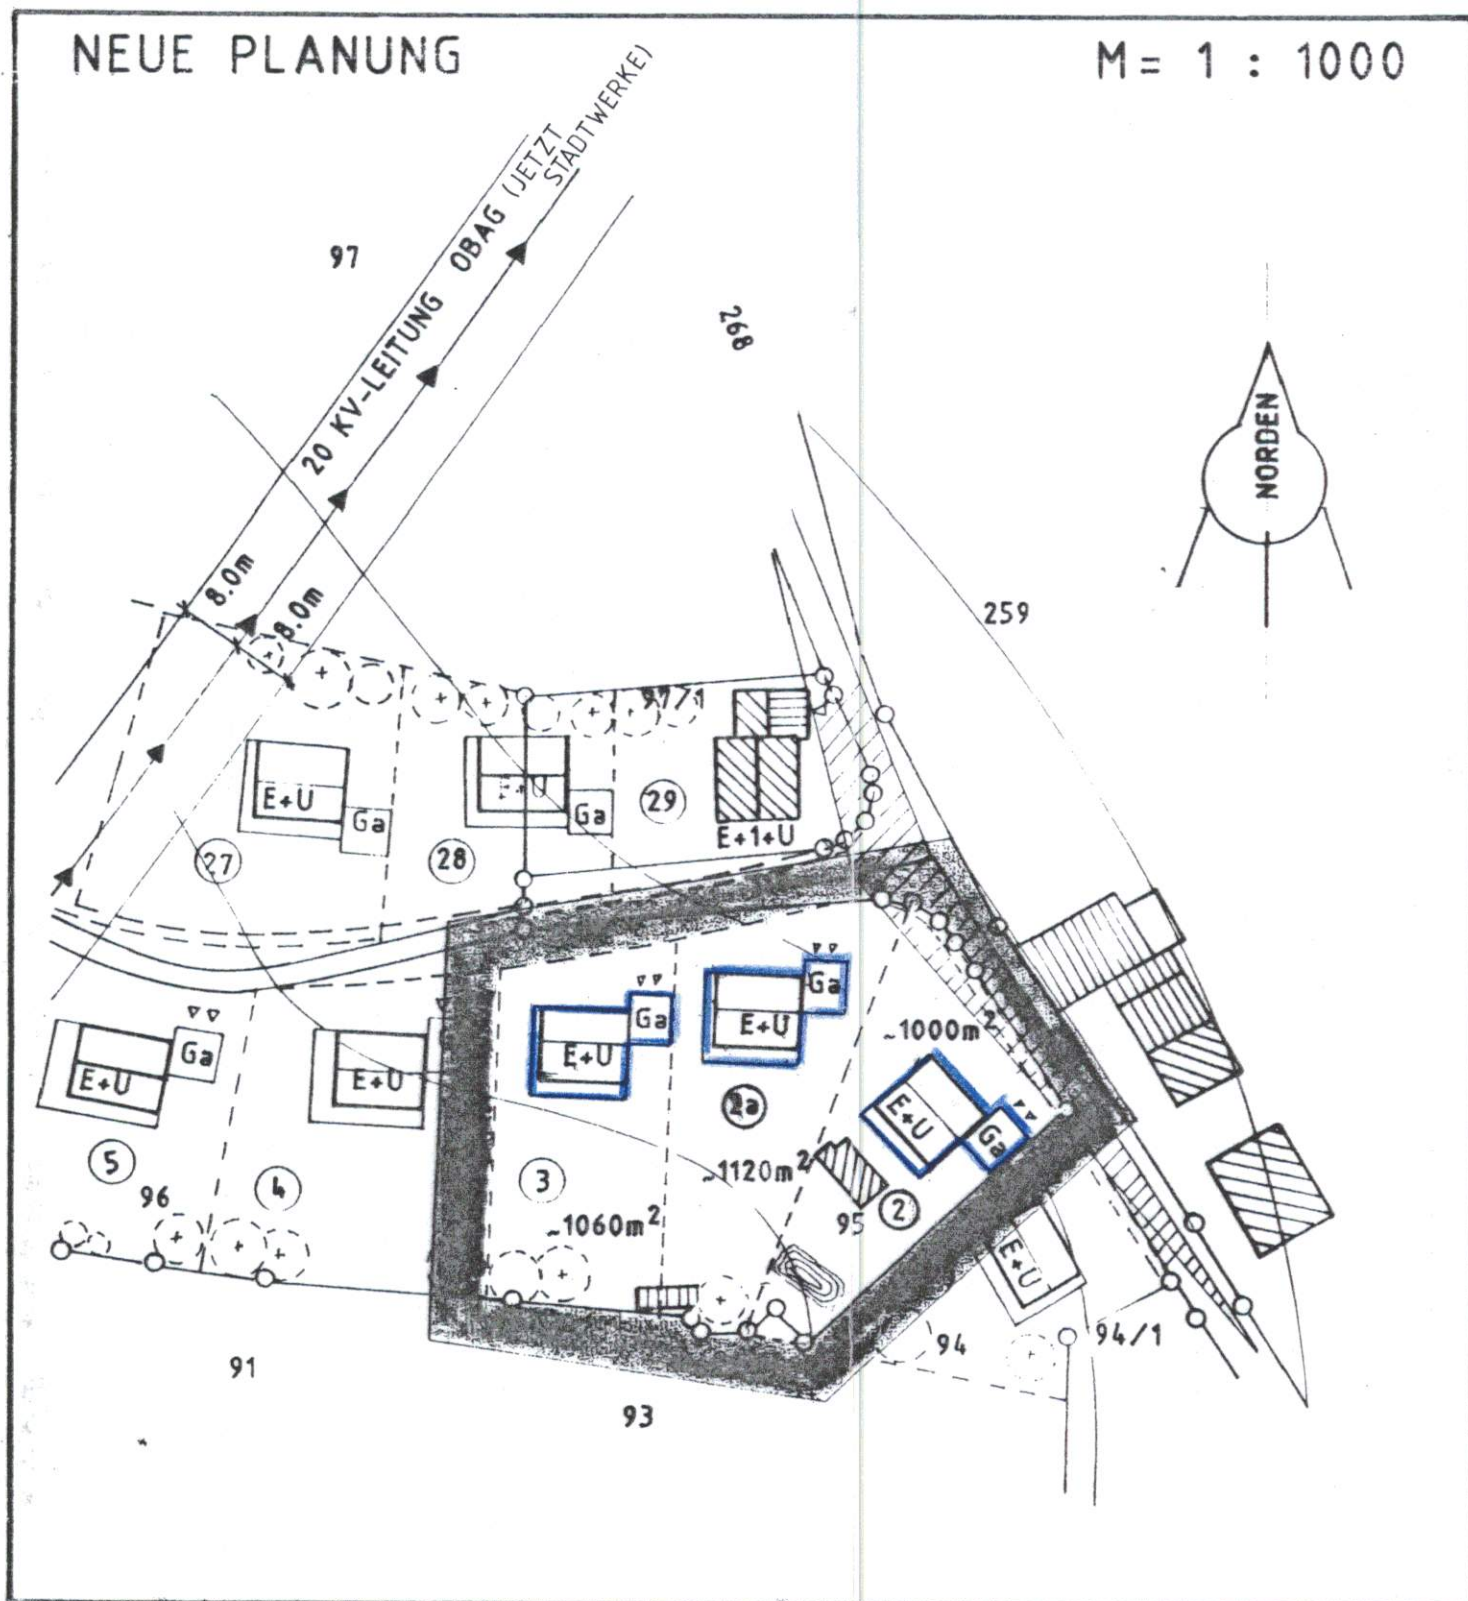 NEUE PLANUNG
M= 1 : 1000
20 KV-LEITUNG OBAG (JETZT
STADTWERKE)
97
268
NORDEN
8.0m
8.0m
259
97/1
E+U
Ga
E+U
Ga
29
E+1+U
27
28
Ga
E+U
E+U
Ga
E+U
Ga
E+U
Ga
E+U
~1000m²
2a
E+U
Ga
5
96
4
3
~1120m²
95
2
~1060m²
E+U
94
94/1
91
93